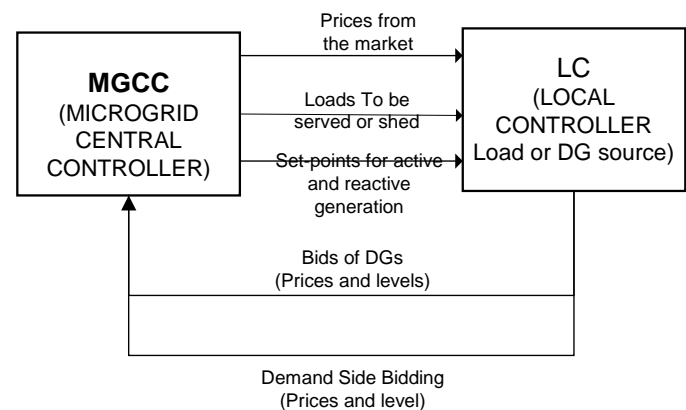 Prices from
the market
MGCC
(MICROGRID
CENTRAL
CONTROLLER)
Loads To be
served or shed
Set-points for active
and reactive
generation
LC
(LOCAL
CONTROLLER
Load or DG source)
Bids of DGs
(Prices and levels)
Demand Side Bidding
(Prices and level)